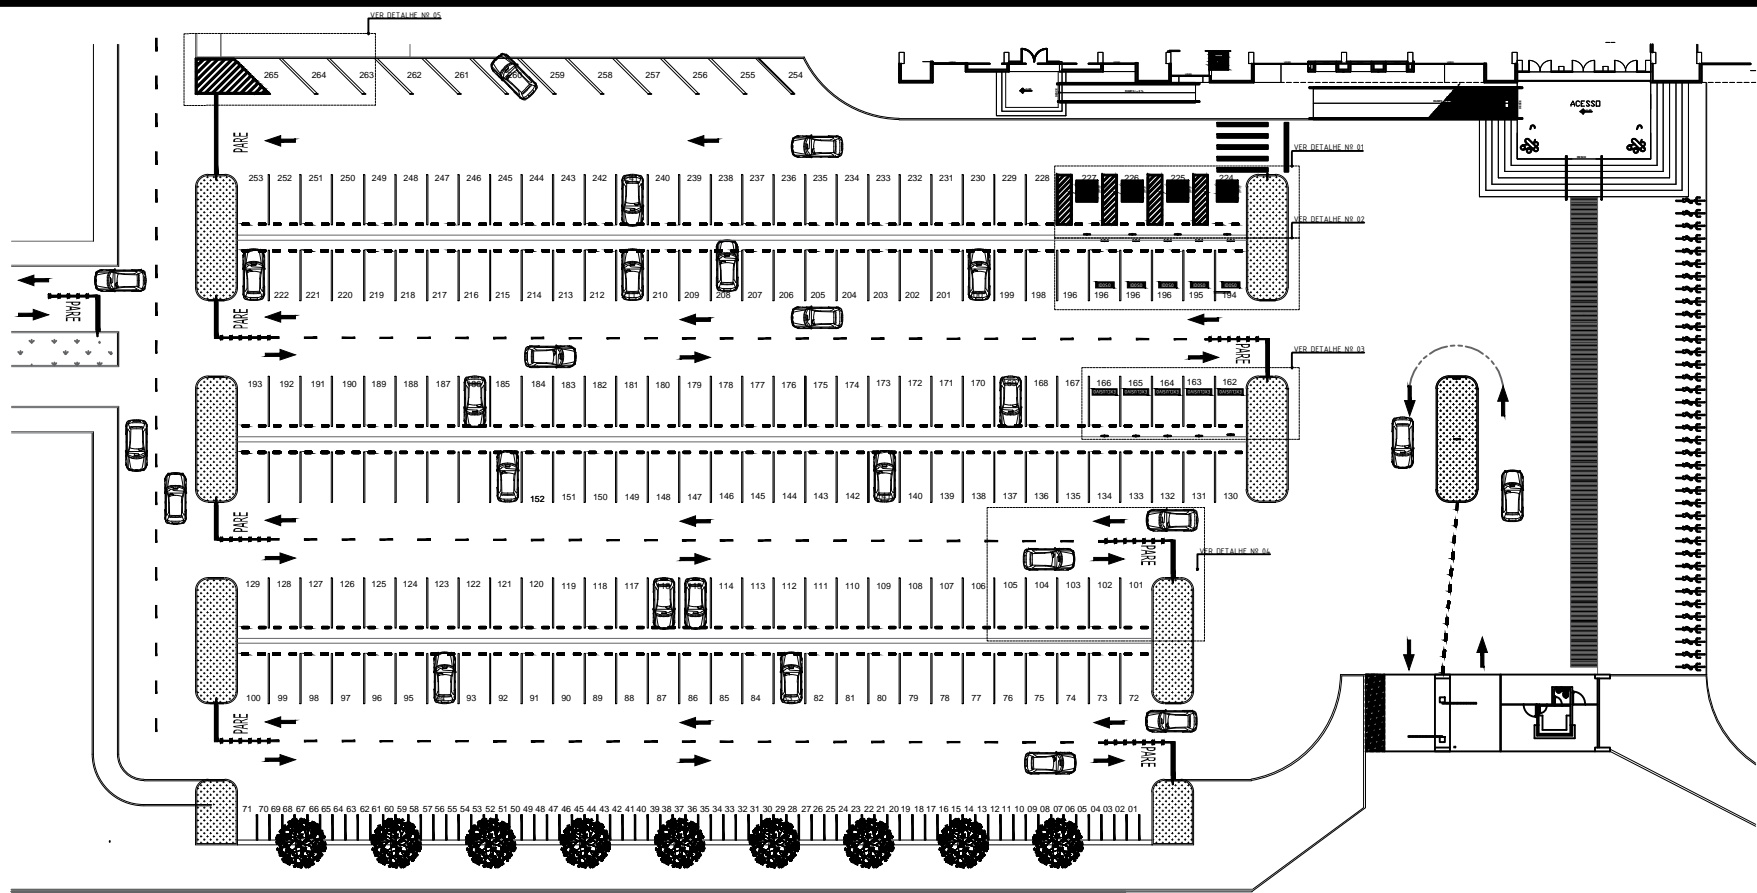 VER DETALHE Nº 05
265 264 263 262 261 260 259 258 257 256 255 254
ACESSO
PARE
VER DETALHE Nº 01
253 252 251 250 249 248 247 246 245 244 243 242 240 239 238 237 236 235 234 233 232 231 230 229 228 227 226 225 224
VER DETALHE Nº 02
222 221 220 219 218 217 216 215 214 213 212 210 209 208 207 206 205 204 203 202 201 199 198 196 196 196 196 195 194
IDOSO IDOSO IDOSO IDOSO IDOSO
PARE
PARE
PARE
VER DETALHE Nº 03
193 192 191 190 189 188 187 186 185 184 183 182 181 180 179 178 177 176 175 174 173 172 171 170 168 167 166 165 164 163 162
152 151 150 149 148 147 146 145 144 143 142 140 139 138 137 136 135 134 133 132 131 130
PARE
PARE
VER DETALHE Nº 04
129 128 127 126 125 124 123 122 121 120 119 118 117 114 113 112 111 110 109 108 107 106 105 104 103 102 101
100 99 98 97 96 95 93 92 91 90 89 88 87 86 85 84 82 81 80 79 78 77 76 75 74 73 72
PARE
PARE
71 70 69 68 67 66 65 64 63 62 61 60 59 58 57 56 55 54 53 52 51 50 49 48 47 46 45 44 43 42 41 40 39 38 37 36 35 34 33 32 31 30 29 28 27 26 25 24 23 22 21 20 19 18 17 16 15 14 13 12 11 10 09 08 07 06 05 04 03 02 01